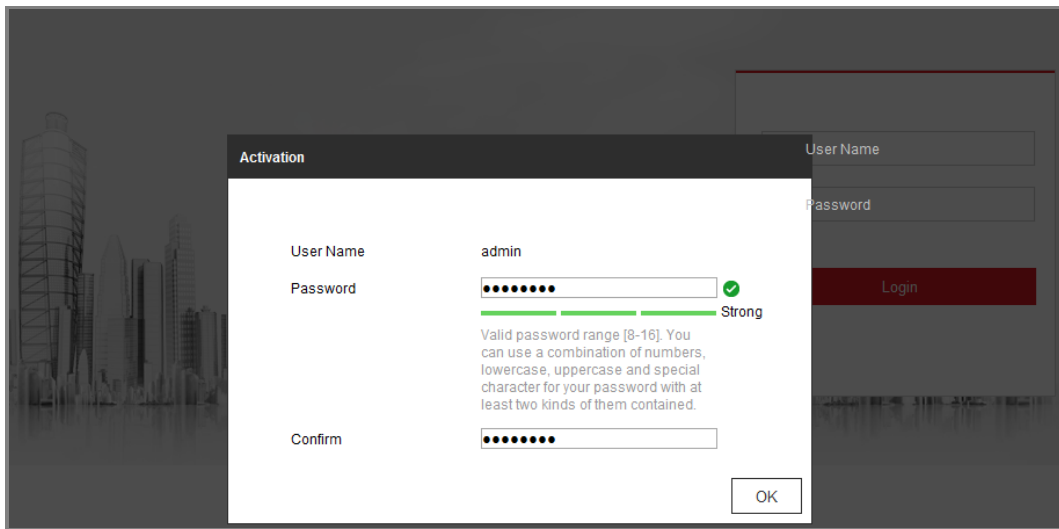 Activation
User Name
Password
Login
User Name admin
Password ●●●●●●●●
Strong
Valid password range [8-16]. You
can use a combination of numbers,
lowercase, uppercase and special
character for your password with at
least two kinds of them contained.
Confirm ●●●●●●●●
OK